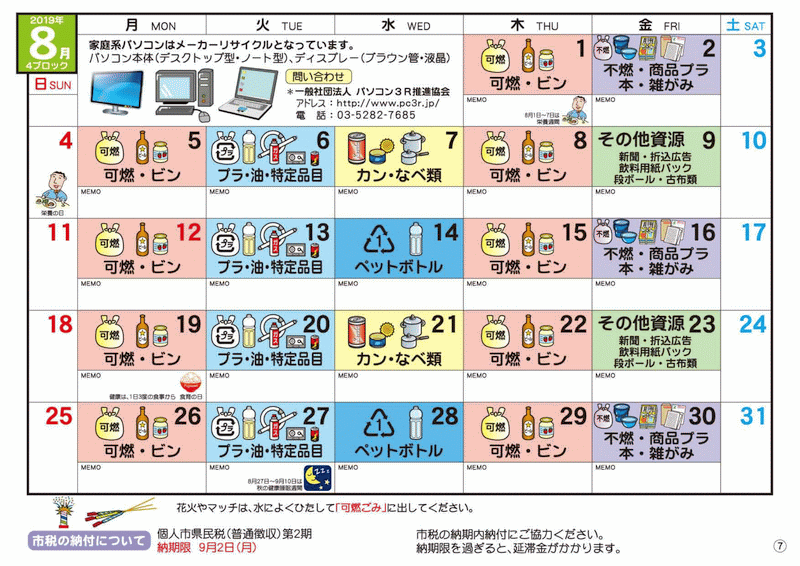 2019年
8月
4ブロック
日 SUN
月 MON
火 TUE
水 WED
木 THU
金 FRI
土 SAT
家庭系パソコンはメーカーリサイクルとなっています。
パソコン本体(デスクトップ型・ノート型)、ディスプレー(ブラウン管・液晶)
問い合わせ
*一般社団法人 パソコン3R推進協会
アドレス:http://www.pc3r.jp/
電 話:03-5282-7685
1
可燃
可燃・ビン
MEMO
8月1日~7日は
栄養週間
2
不燃
不燃・商品プラ
本・雑がみ
MEMO
3
4
栄養の日
5
可燃
可燃・ビン
MEMO
6
プラ
プラ・油・特定品目
MEMO
7
カン・なべ類
MEMO
8
可燃
可燃・ビン
MEMO
その他資源 9
新聞・折込広告
飲料用紙パック
段ボール・古布類
MEMO
10
11
12
可燃
可燃・ビン
MEMO
13
プラ
プラ・油・特定品目
MEMO
14
1
ペットボトル
MEMO
15
可燃
可燃・ビン
MEMO
16
不燃
不燃・商品プラ
本・雑がみ
MEMO
17
18
19
可燃
可燃・ビン
MEMO
健康は、1日3度の食事から 食育の日
20
プラ
プラ・油・特定品目
MEMO
21
カン・なべ類
MEMO
22
可燃
可燃・ビン
MEMO
その他資源 23
新聞・折込広告
飲料用紙パック
段ボール・古布類
MEMO
24
25
26
可燃
可燃・ビン
MEMO
27
プラ
プラ・油・特定品目
MEMO
8月27日~9月10日は
秋の健康睡眠週間
28
1
ペットボトル
MEMO
29
可燃
可燃・ビン
MEMO
30
不燃
不燃・商品プラ
本・雑がみ
MEMO
31
花火やマッチは、水によくひたして「可燃ごみ」に出してください。
市税の納付について
個人市県民税(普通徴収)第2期
納期限 9月2日(月)
市税の納期内納付にご協力ください。
納期限を過ぎると、延滞金がかかります。
⑦